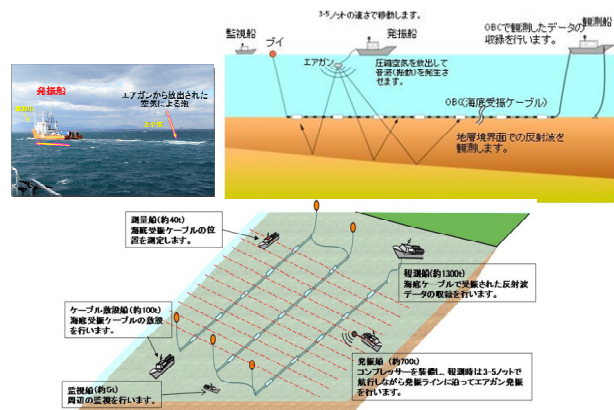 3-5ノットの速さで移動します。
監視船
ブイ
発振船
観測船
OBCで観測したデータの
収録を行います。
エアガン
圧縮空気を放出して
音波(振動)を発生さ
せます。
OBC(海底受振ケーブル)
地層境界面での反射波を
観測します。
発振船
エアガンから放出された
空気による泡
測量船(約40t)
海底受振ケーブルの位
置を測定します。
観測船(約1300t)
海底ケーブルで受振された反射波
データの収録を行います。
ケーブル敷設船(約100t)
海底受振ケーブルの敷設
を行います。
発振船(約700t)
コンプレッサーを装備し、観測時は3-5ノットで
航行しながら発振ラインに沿ってエアガン発振
を行います。
監視船(約5t)
周辺の監視を行います。